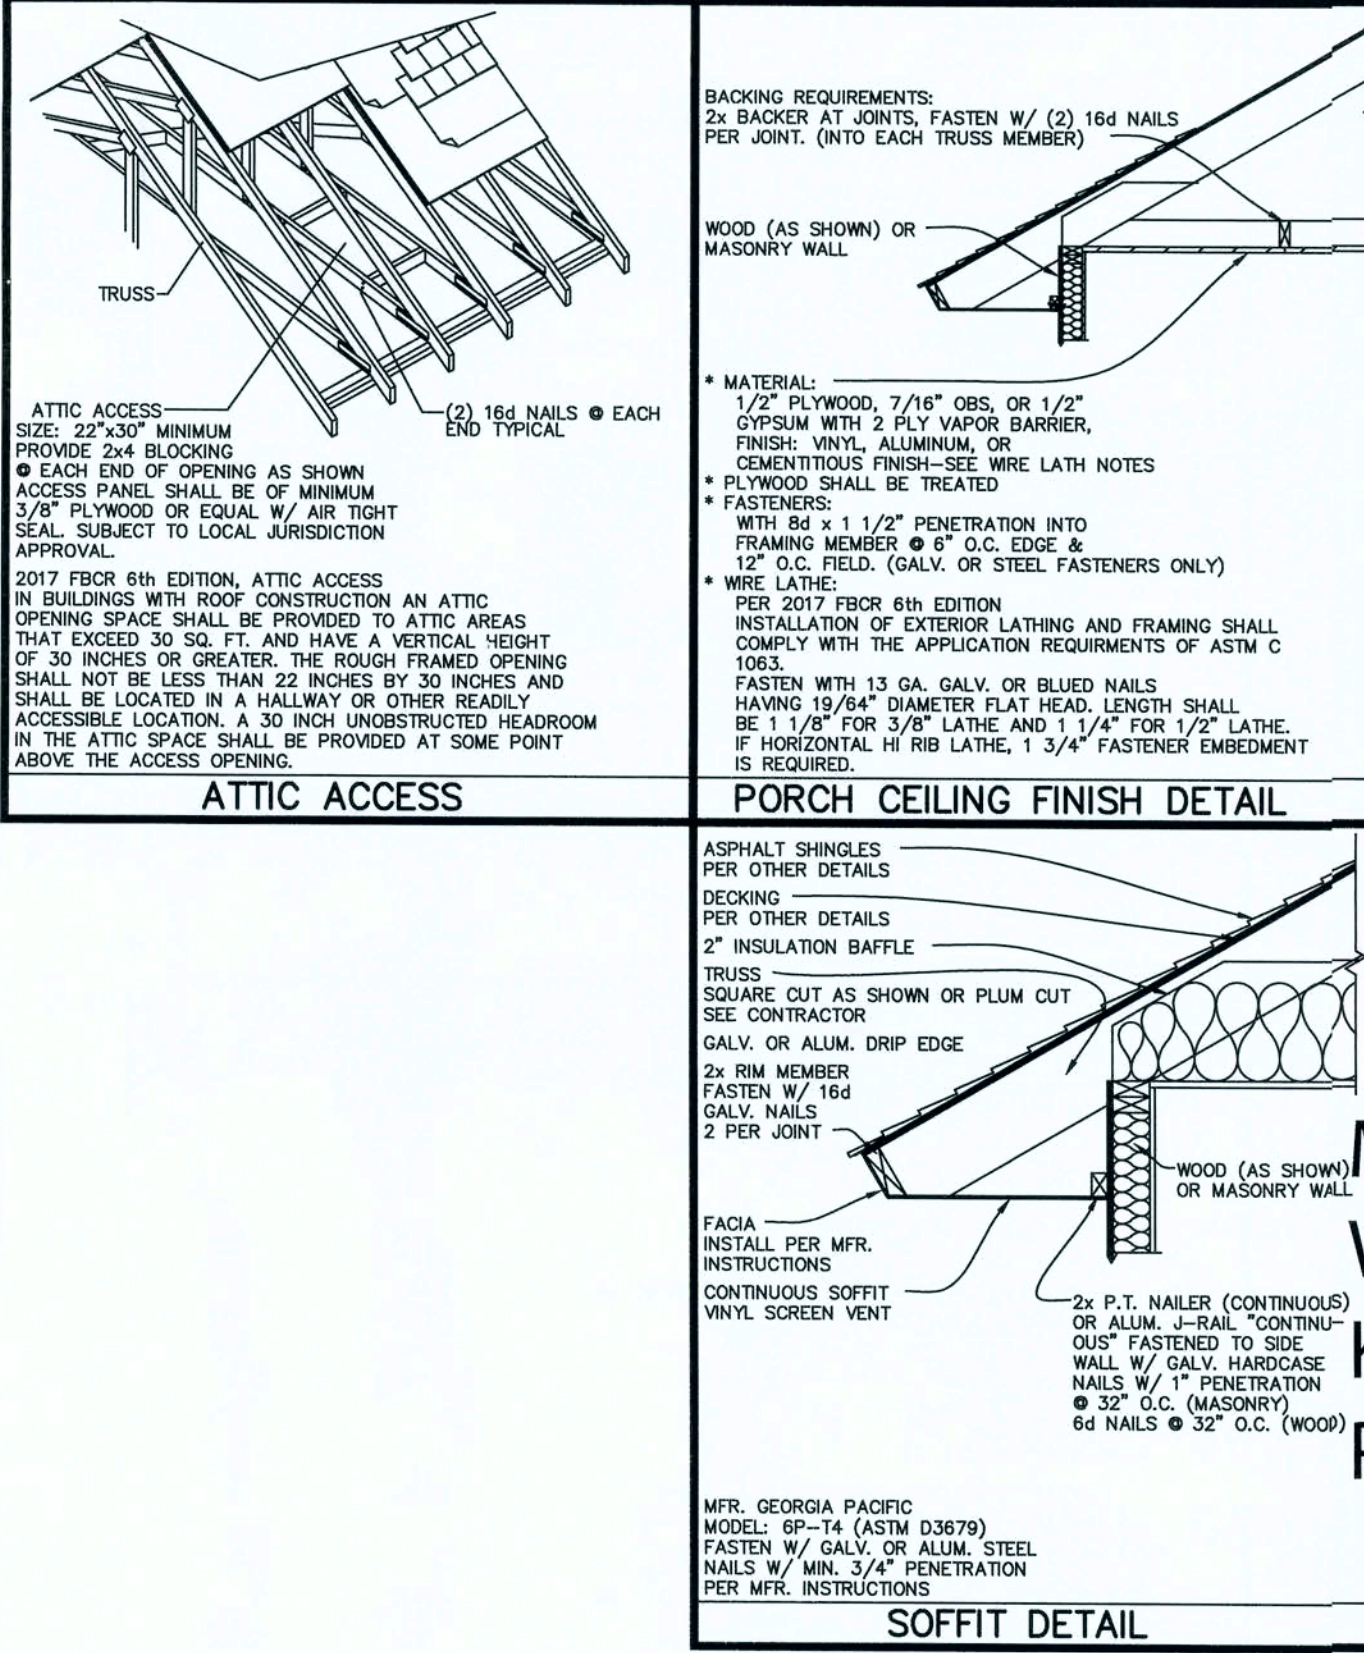 TRUSS
ATTIC ACCESS
SIZE: 22"x30" MINIMUM
PROVIDE 2x4 BLOCKING
@ EACH END OF OPENING AS SHOWN
ACCESS PANEL SHALL BE OF MINIMUM
3/8" PLYWOOD OR EQUAL W/ AIR TIGHT
SEAL. SUBJECT TO LOCAL JURISDICTION
APPROVAL.
(2) 16d NAILS @ EACH
END TYPICAL
2017 FBCR 6th EDITION, ATTIC ACCESS
IN BUILDINGS WITH ROOF CONSTRUCTION AN ATTIC
OPENING SPACE SHALL BE PROVIDED TO ATTIC AREAS
THAT EXCEED 30 SQ. FT. AND HAVE A VERTICAL HEIGHT
OF 30 INCHES OR GREATER. THE ROUGH FRAMED OPENING
SHALL NOT BE LESS THAN 22 INCHES BY 30 INCHES AND
SHALL BE LOCATED IN A HALLWAY OR OTHER READILY
ACCESSIBLE LOCATION. A 30 INCH UNOBSTRUCTED HEADROOM
IN THE ATTIC SPACE SHALL BE PROVIDED AT SOME POINT
ABOVE THE ACCESS OPENING.
ATTIC ACCESS
BACKING REQUIREMENTS:
2x BACKER AT JOINTS, FASTEN W/ (2) 16d NAILS
PER JOINT. (INTO EACH TRUSS MEMBER)
WOOD (AS SHOWN) OR
MASONRY WALL
* MATERIAL:
1/2" PLYWOOD, 7/16" OBS, OR 1/2"
GYPSUM WITH 2 PLY VAPOR BARRIER,
FINISH: VINYL, ALUMINUM, OR
CEMENTITIOUS FINISH-SEE WIRE LATH NOTES
* PLYWOOD SHALL BE TREATED
* FASTENERS:
WITH 8d x 1 1/2" PENETRATION INTO
FRAMING MEMBER @ 6" O.C. EDGE &
12" O.C. FIELD. (GALV. OR STEEL FASTENERS ONLY)
* WIRE LATHE:
PER 2017 FBCR 6th EDITION
INSTALLATION OF EXTERIOR LATHING AND FRAMING SHALL
COMPLY WITH THE APPLICATION REQUIRMENTS OF ASTM C
1063.
FASTEN WITH 13 GA. GALV. OR BLUED NAILS
HAVING 19/64" DIAMETER FLAT HEAD. LENGTH SHALL
BE 1 1/8" FOR 3/8" LATHE AND 1 1/4" FOR 1/2" LATHE.
IF HORIZONTAL HI RIB LATHE, 1 3/4" FASTENER EMBEDMENT
IS REQUIRED.
PORCH CEILING FINISH DETAIL
ASPHALT SHINGLES
PER OTHER DETAILS
DECKING
PER OTHER DETAILS
2" INSULATION BAFFLE
TRUSS
SQUARE CUT AS SHOWN OR PLUM CUT
SEE CONTRACTOR
GALV. OR ALUM. DRIP EDGE
2x RIM MEMBER
FASTEN W/ 16d
GALV. NAILS
2 PER JOINT
WOOD (AS SHOWN)
OR MASONRY WALL
FACIA
INSTALL PER MFR.
INSTRUCTIONS
CONTINUOUS SOFFIT
VINYL SCREEN VENT
2x P.T. NAILER (CONTINUOUS)
OR ALUM. J-RAIL "CONTINU-
OUS" FASTENED TO SIDE
WALL W/ GALV. HARDCASE
NAILS W/ 1" PENETRATION
@ 32" O.C. (MASONRY)
6d NAILS @ 32" O.C. (WOOD)
MFR. GEORGIA PACIFIC
MODEL: 6P-T4 (ASTM D3679)
FASTEN W/ GALV. OR ALUM. STEEL
NAILS W/ MIN. 3/4" PENETRATION
PER MFR. INSTRUCTIONS
SOFFIT DETAIL